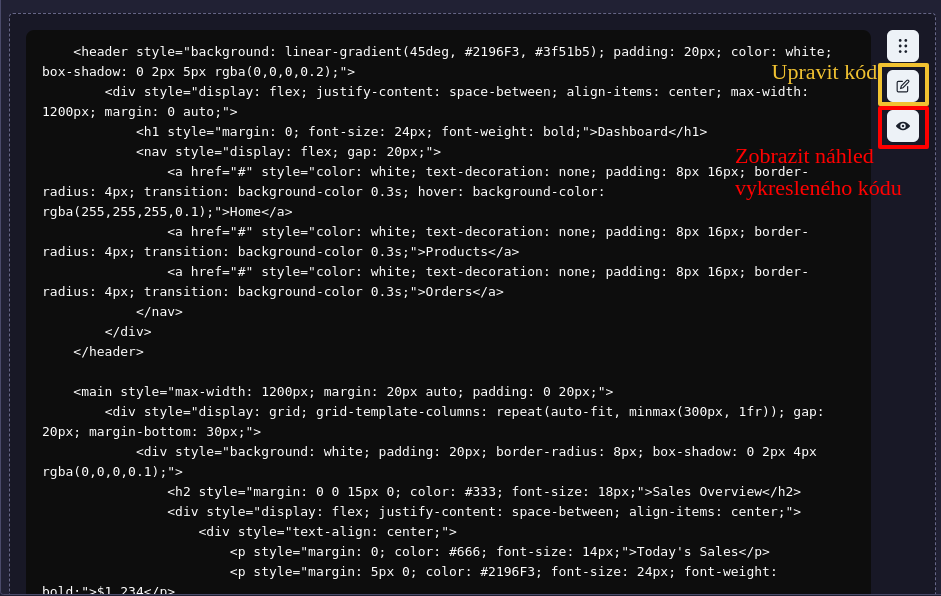 <header style="background: linear-gradient(45deg, #2196F3, #3f51b5); padding: 20px; color: white;
box-shadow: 0 2px 5px rgba(0,0,0,0.2);">
Upravit kód
<div style="display: flex; justify-content: space-between; align-items: center; max-width:
1200px; margin: 0 auto;">
<h1 style="margin: 0; font-size: 24px; font-weight: bold;">Dashboard</h1>
<nav style="display: flex; gap: 20px;">
Zobrazit náhled
vykresleného kódu
<a href="#" style="color: white; text-decoration: none; padding: 8px 16px; border-
radius: 4px; transition: background-color 0.3s; hover: background-color:
rgba(255,255,255,0.1);">Home</a>
<a href="#" style="color: white; text-decoration: none; padding: 8px 16px; border-
radius: 4px; transition: background-color 0.3s;">Products</a>
<a href="#" style="color: white; text-decoration: none; padding: 8px 16px; border-
radius: 4px; transition: background-color 0.3s;">Orders</a>
</nav>
</div>
</header>
<main style="max-width: 1200px; margin: 20px auto; padding: 0 20px;">
<div style="display: grid; grid-template-columns: repeat(auto-fit, minmax(300px, 1fr)); gap:
20px; margin-bottom: 30px;">
<div style="background: white; padding: 20px; border-radius: 8px; box-shadow: 0 2px 4px
rgba(0,0,0,0.1);">
<h2 style="margin: 0 0 15px 0; color: #333; font-size: 18px;">Sales Overview</h2>
<div style="display: flex; justify-content: space-between; align-items: center;">
<div style="text-align: center;">
<p style="margin: 0; color: #666; font-size: 14px;">Today's Sales</p>
<p style="margin: 5px 0; color: #2196F3; font-size: 24px; font-weight:
bold;">$1,234</p>